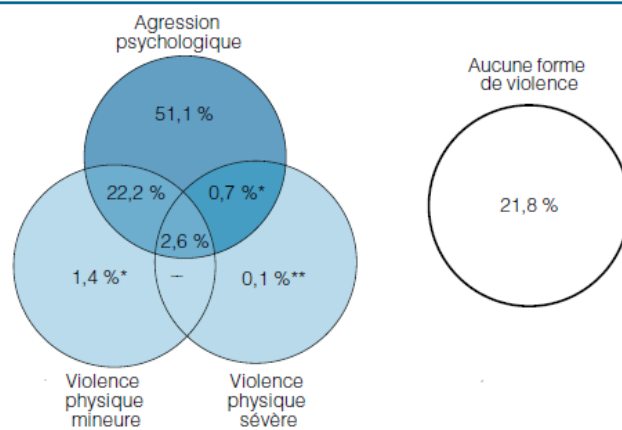 Agression
psychologique
51,1 %
22,2 %
0,7 %*
2,6 %
1,4 %*
–
0,1 %**
Violence
physique
mineure
Violence
physique
sévère
Aucune forme
de violence
21,8 %